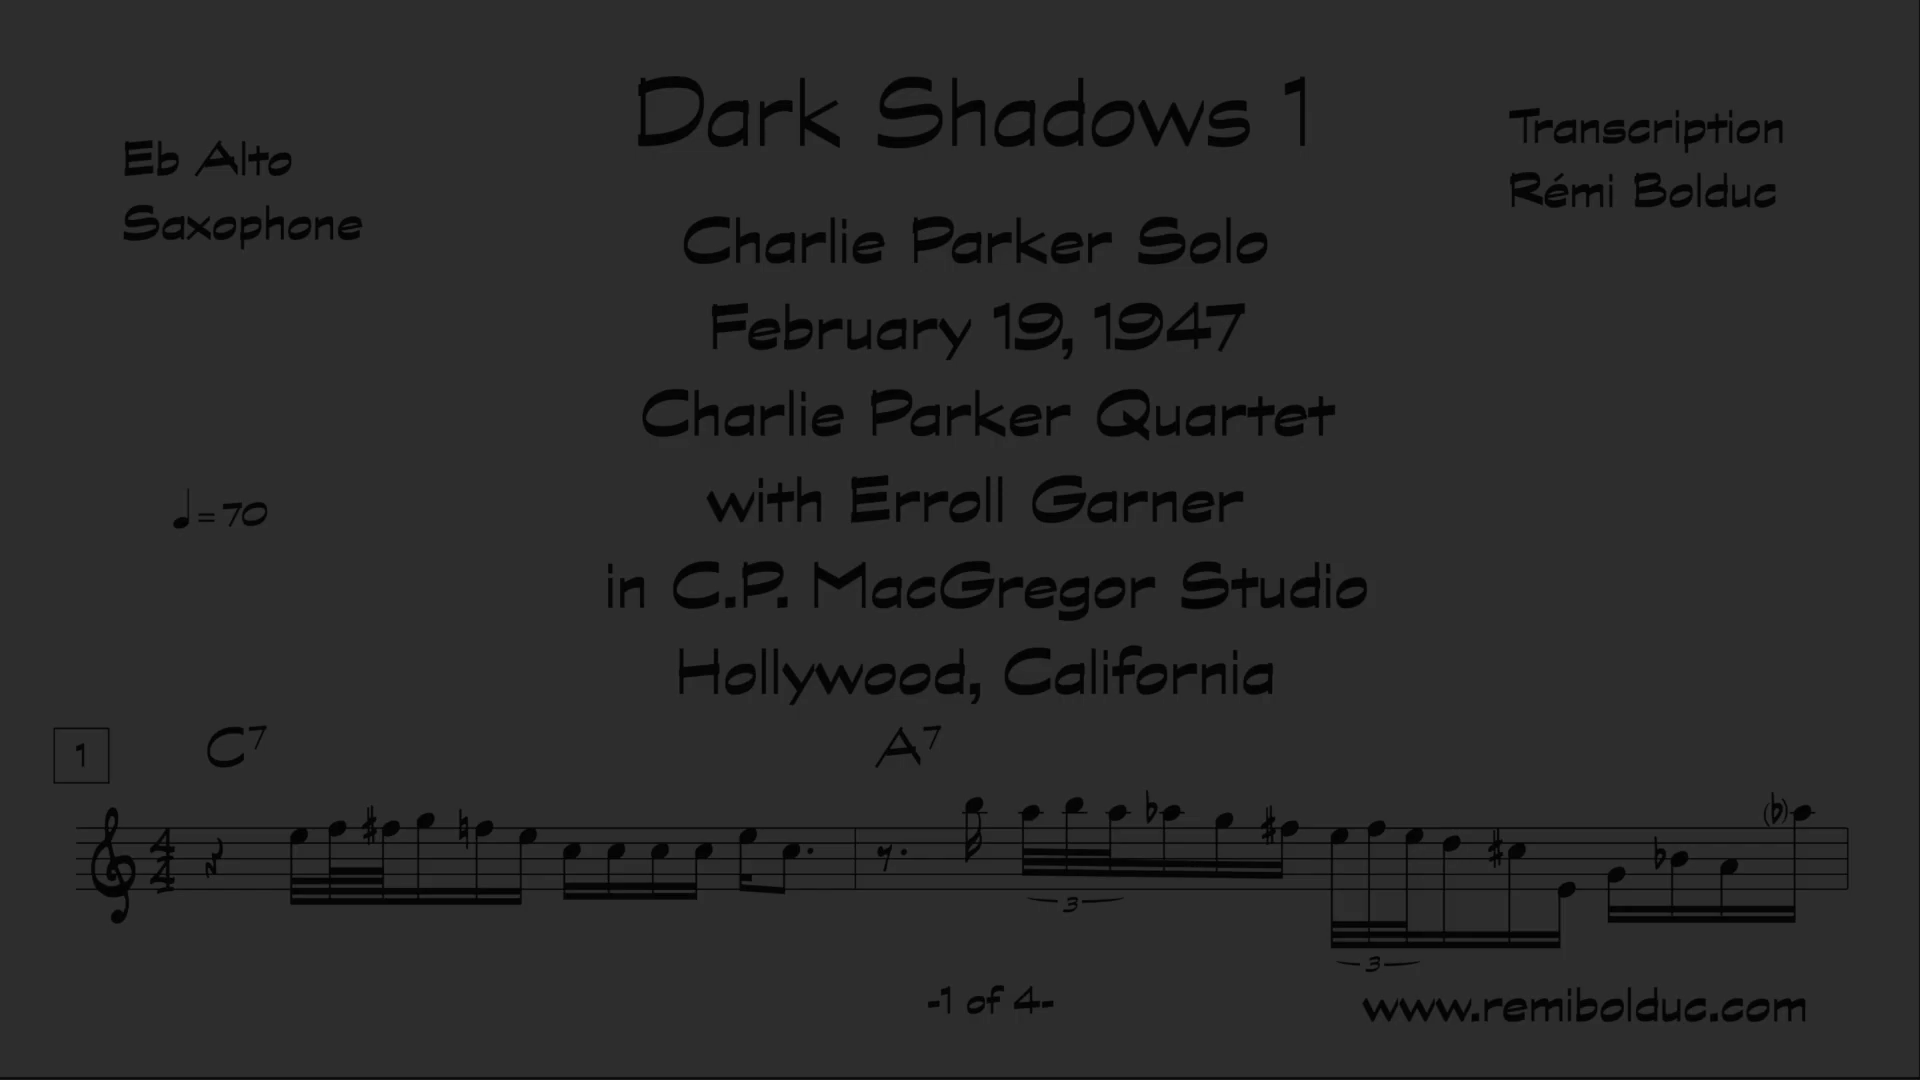 Dark Shadows 1
Eb Alto
Saxophone
Transcription
Rémi Bolduc
Charlie Parker Solo
February 19, 1947
Charlie Parker Quartet
with Erroll Garner
in C.P. MacGregor Studio
Hollywood, California
♩=70
1
C7
A7
4
4
(b)
3
3
-1 of 4-
www.remibolduc.com